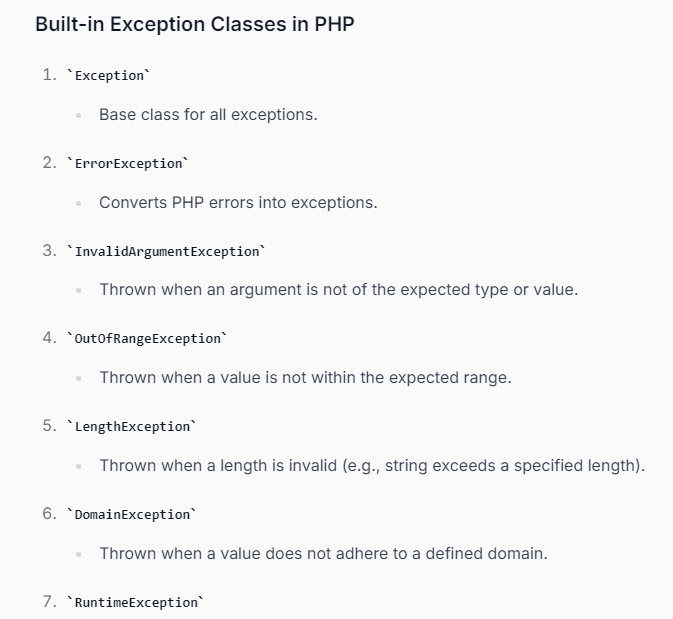 Built-in Exception Classes in PHP
1. `Exception`
• Base class for all exceptions.
2. `ErrorException`
• Converts PHP errors into exceptions.
3. `InvalidArgumentException`
• Thrown when an argument is not of the expected type or value.
4. `OutOfRangeException`
• Thrown when a value is not within the expected range.
5. `LengthException`
• Thrown when a length is invalid (e.g., string exceeds a specified length).
6. `DomainException`
• Thrown when a value does not adhere to a defined domain.
7. `RuntimeException`